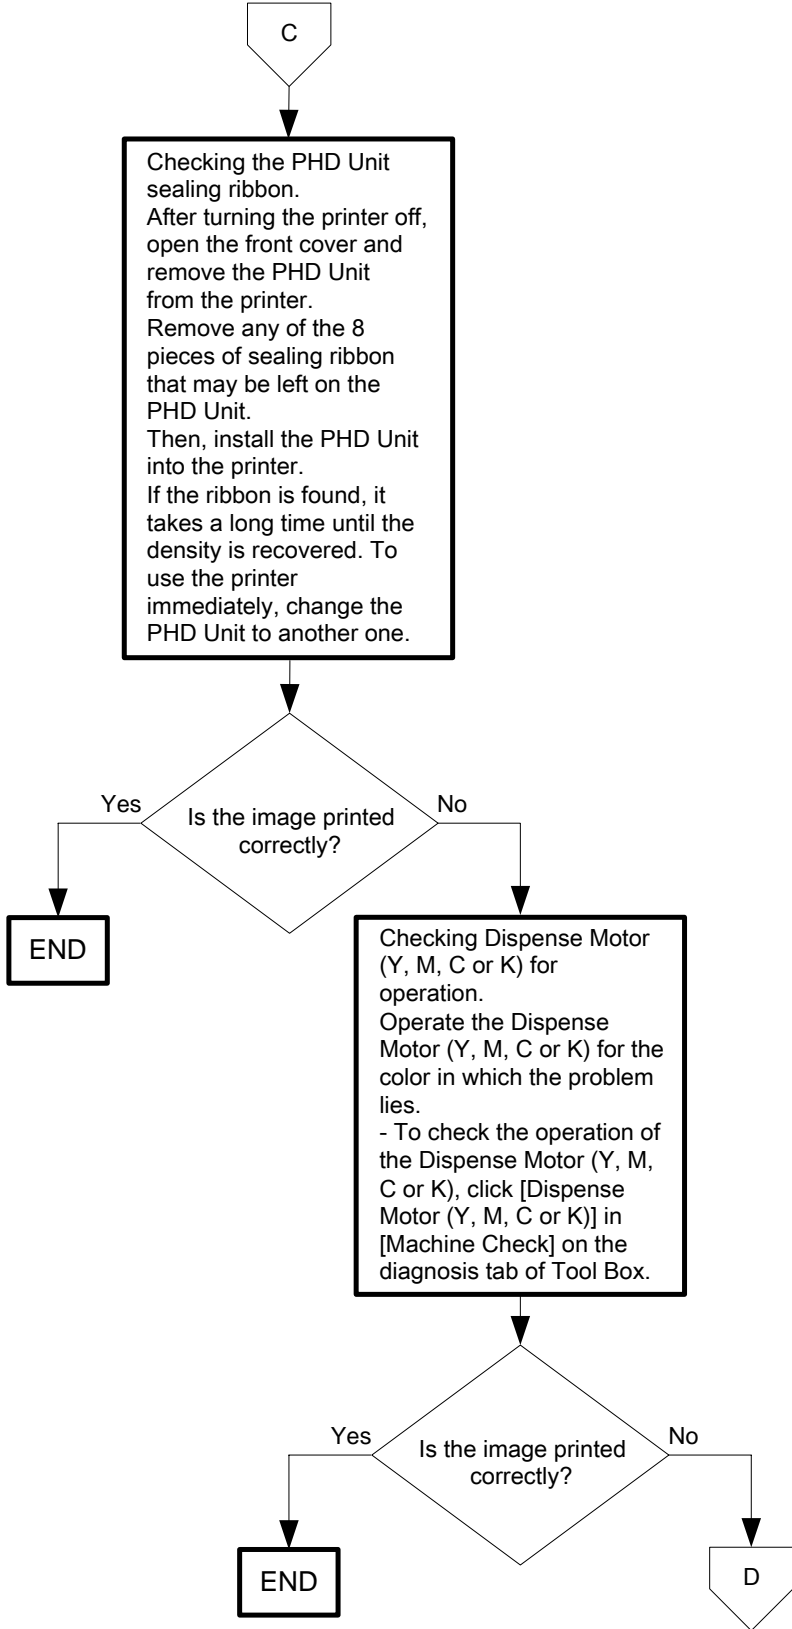 C
Checking the PHD Unit
sealing ribbon.
After turning the printer off,
open the front cover and
remove the PHD Unit
from the printer.
Remove any of the 8
pieces of sealing ribbon
that may be left on the
PHD Unit.
Then, install the PHD Unit
into the printer.
If the ribbon is found, it
takes a long time until the
density is recovered. To
use the printer
immediately, change the
PHD Unit to another one.
Yes
No
Is the image printed
correctly?
END
Checking Dispense Motor
(Y, M, C or K) for
operation.
Operate the Dispense
Motor (Y, M, C or K) for the
color in which the problem
lies.
- To check the operation of
the Dispense Motor (Y, M,
C or K), click [Dispense
Motor (Y, M, C or K)] in
[Machine Check] on the
diagnosis tab of Tool Box.
Yes
No
Is the image printed
correctly?
END
D